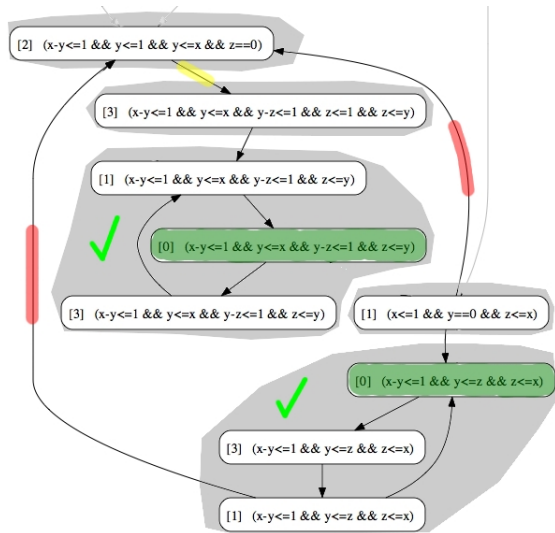 [2] (x-y<=1 && y<=1 && y<=x && z==0)
[3] (x-y<=1 && y<=x && y-z<=1 && z<=1 && z<=y)
[1] (x-y<=1 && y<=x && y-z<=1 && z<=y)
[0] (x-y<=1 && y<=x && y-z<=1 && z<=y)
[3] (x-y<=1 && y<=x && y-z<=1 && z<=y)
[1] (x<=1 && y==0 && z<=x)
[0] (x-y<=1 && y<=z && z<=x)
[3] (x-y<=1 && y<=z && z<=x)
[1] (x-y<=1 && y<=z && z<=x)